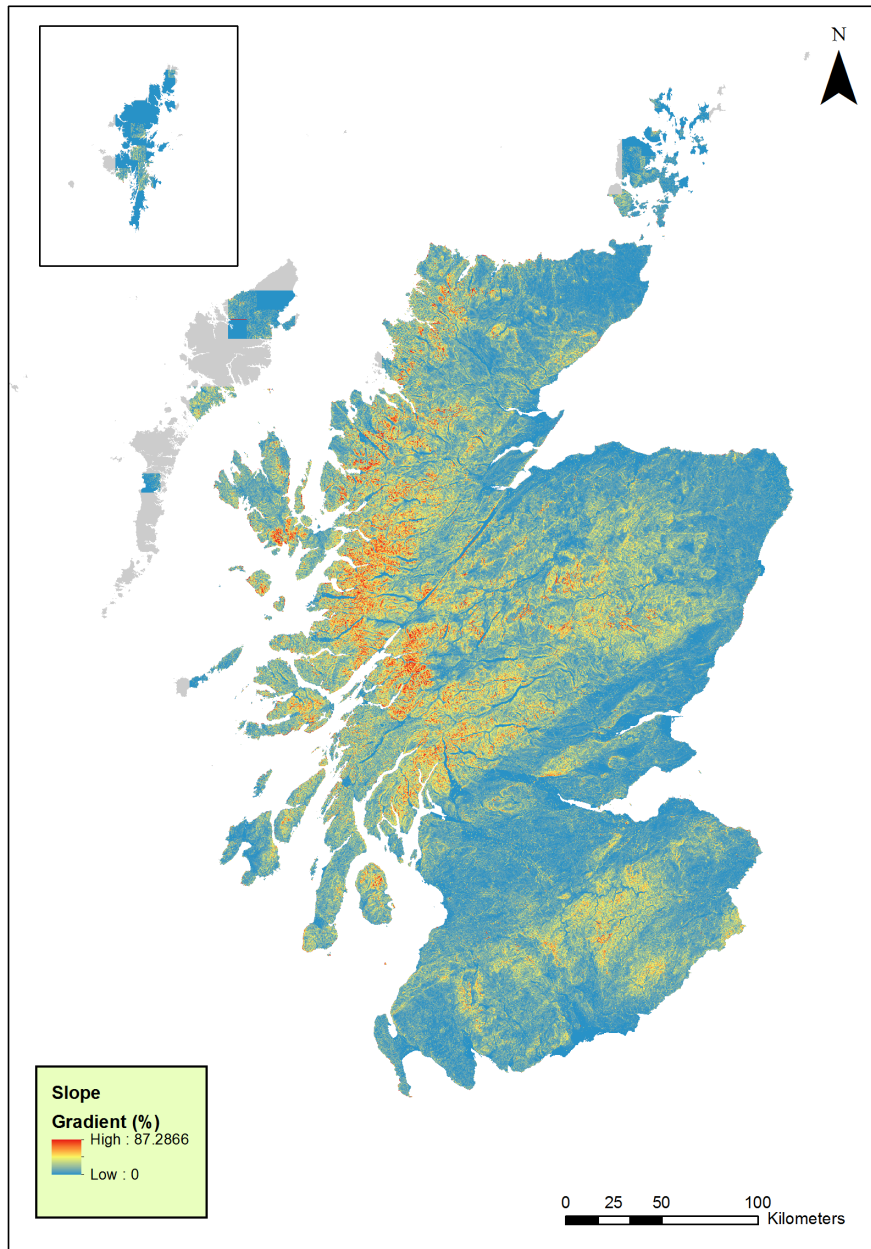 N
Slope
Gradient (%)
High : 87.2866
Low : 0
0 25 50 100
Kilometers